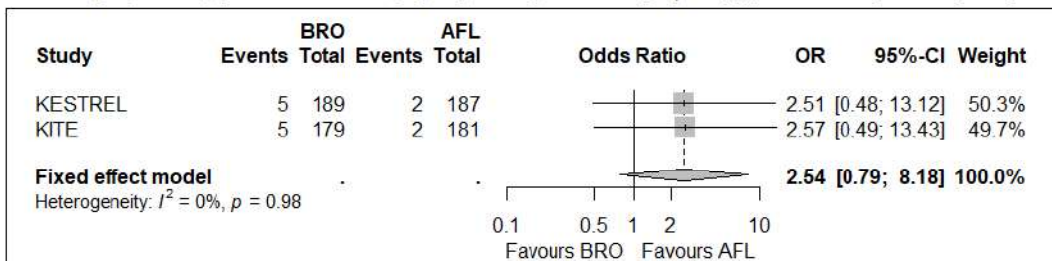 BRO AFL
Study Events Total Events Total Odds Ratio OR 95%-CI Weight
KESTREL 5 189 2 187 2.51 [0.48; 13.12] 50.3%
KITE 5 179 2 181 2.57 [0.49; 13.43] 49.7%
Fixed effect model . . 2.54 [0.79; 8.18] 100.0%
Heterogeneity: I² = 0%, p = 0.98
0.1 0.5 1 2 10
Favours BRO Favours AFL